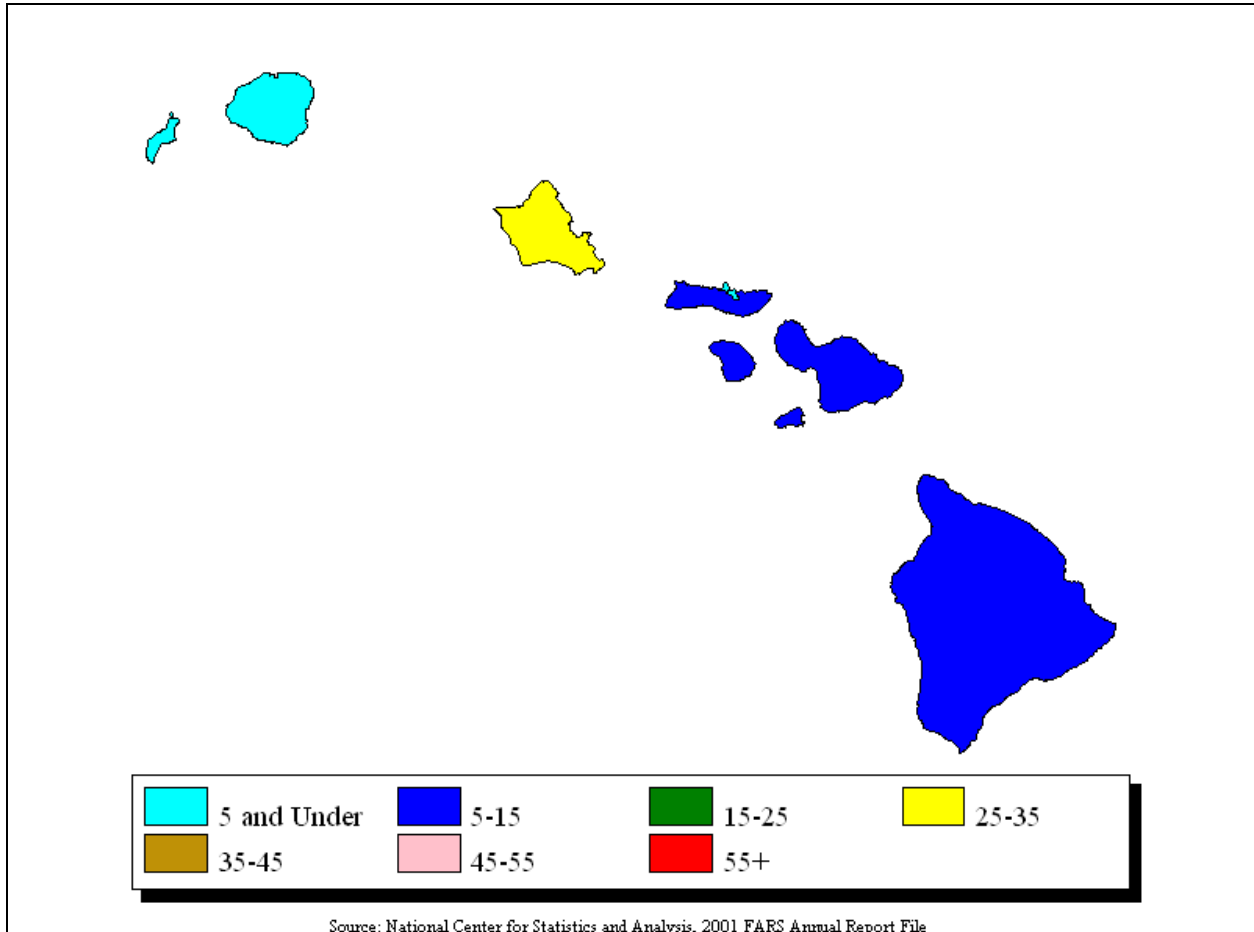 5 and Under 5-15 15-25 25-35
35-45 45-55 55+
Source: National Center for Statistics and Analysis, 2001 FARS Annual Report File